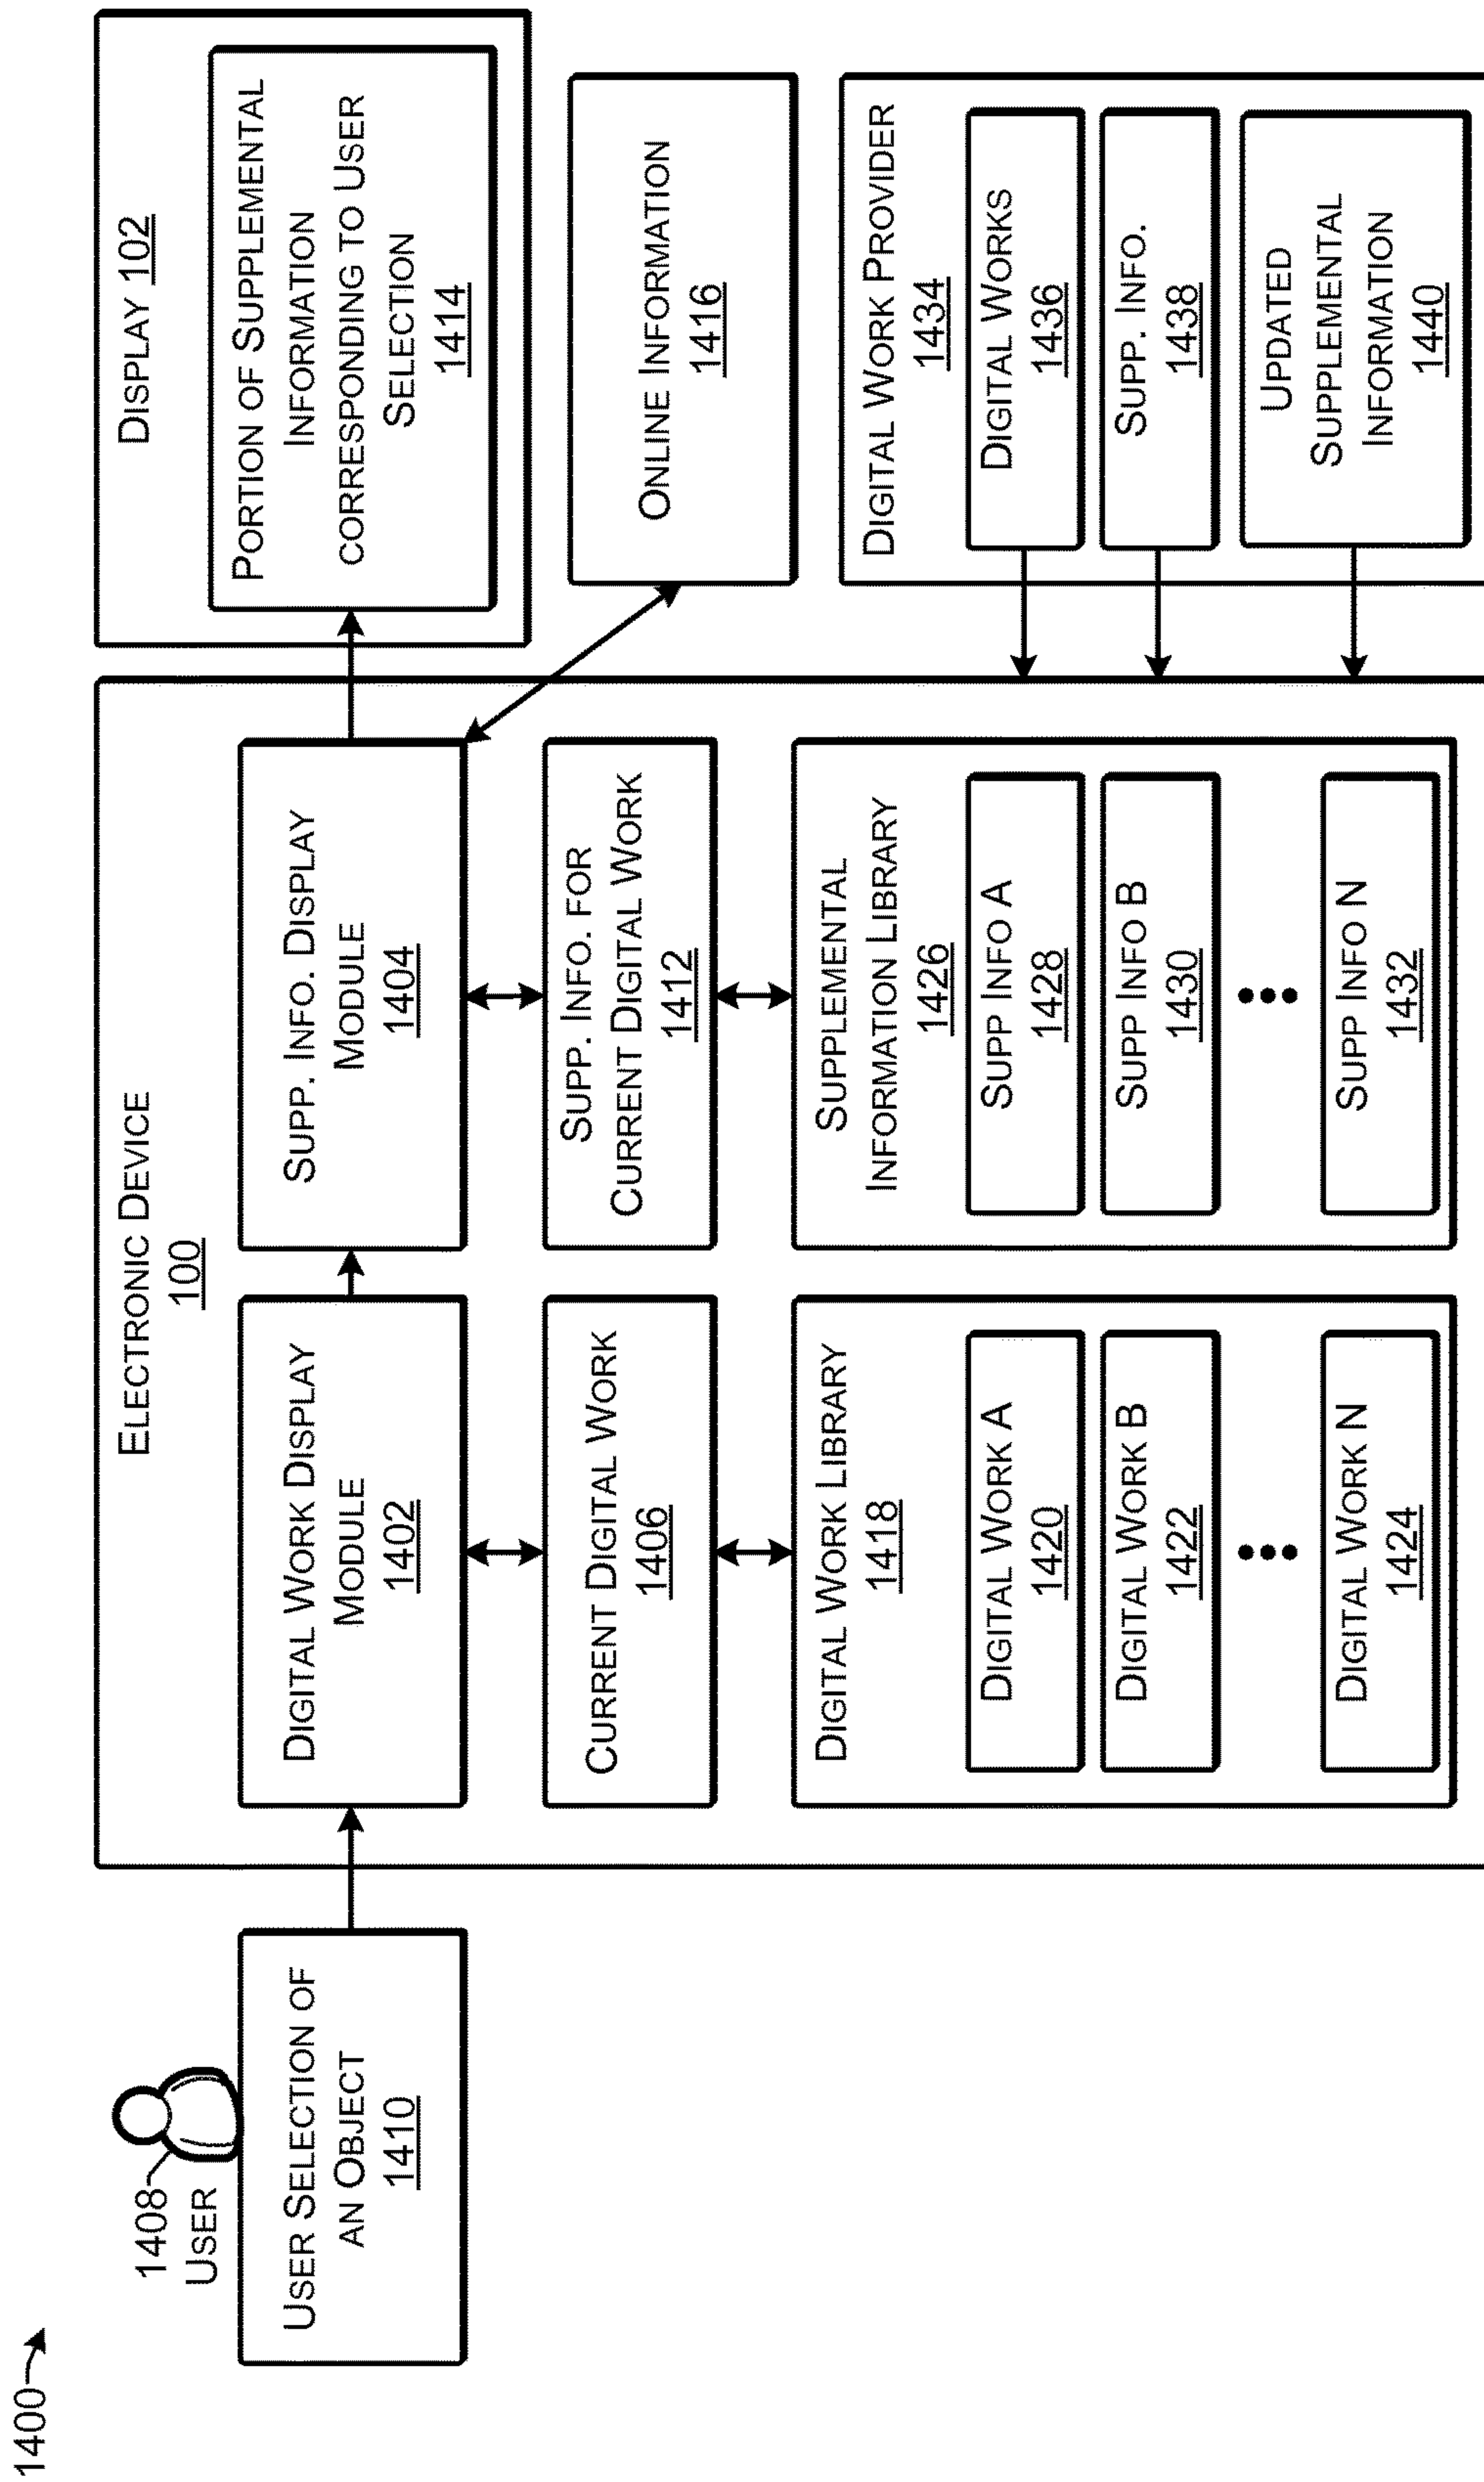 1400
1408
USER
USER SELECTION OF
AN OBJECT
1410
ELECTRONIC DEVICE
100
DIGITAL WORK DISPLAY
MODULE
1402
CURRENT DIGITAL WORK
1406
DIGITAL WORK LIBRARY
1418
DIGITAL WORK A
1420
DIGITAL WORK B
1422
DIGITAL WORK N
1424
SUPP. INFO. DISPLAY
MODULE
1404
SUPP. INFO. FOR
CURRENT DIGITAL WORK
1412
SUPPLEMENTAL
INFORMATION LIBRARY
1426
SUPP INFO A
1428
SUPP INFO B
1430
SUPP INFO N
1432
DISPLAY 102
PORTION OF SUPPLEMENTAL
INFORMATION
CORRESPONDING TO USER
SELECTION
1414
ONLINE INFORMATION
1416
DIGITAL WORK PROVIDER
1434
DIGITAL WORKS
1436
SUPP. INFO.
1438
UPDATED
SUPPLEMENTAL
INFORMATION
1440